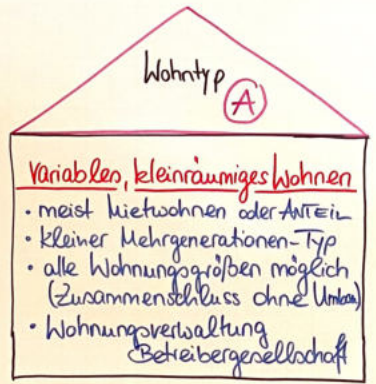 Wohntyp
A
Variables, kleinräumiges Wohnen
• meist Mietwohnen oder ANTEIL
• kleiner Mehrgenerationen-Typ
• alle Wohnungsgrößen möglich
(Zusammenschluss ohne Umbau)
• Wohnungsverwaltung
Betreibergesellschaft